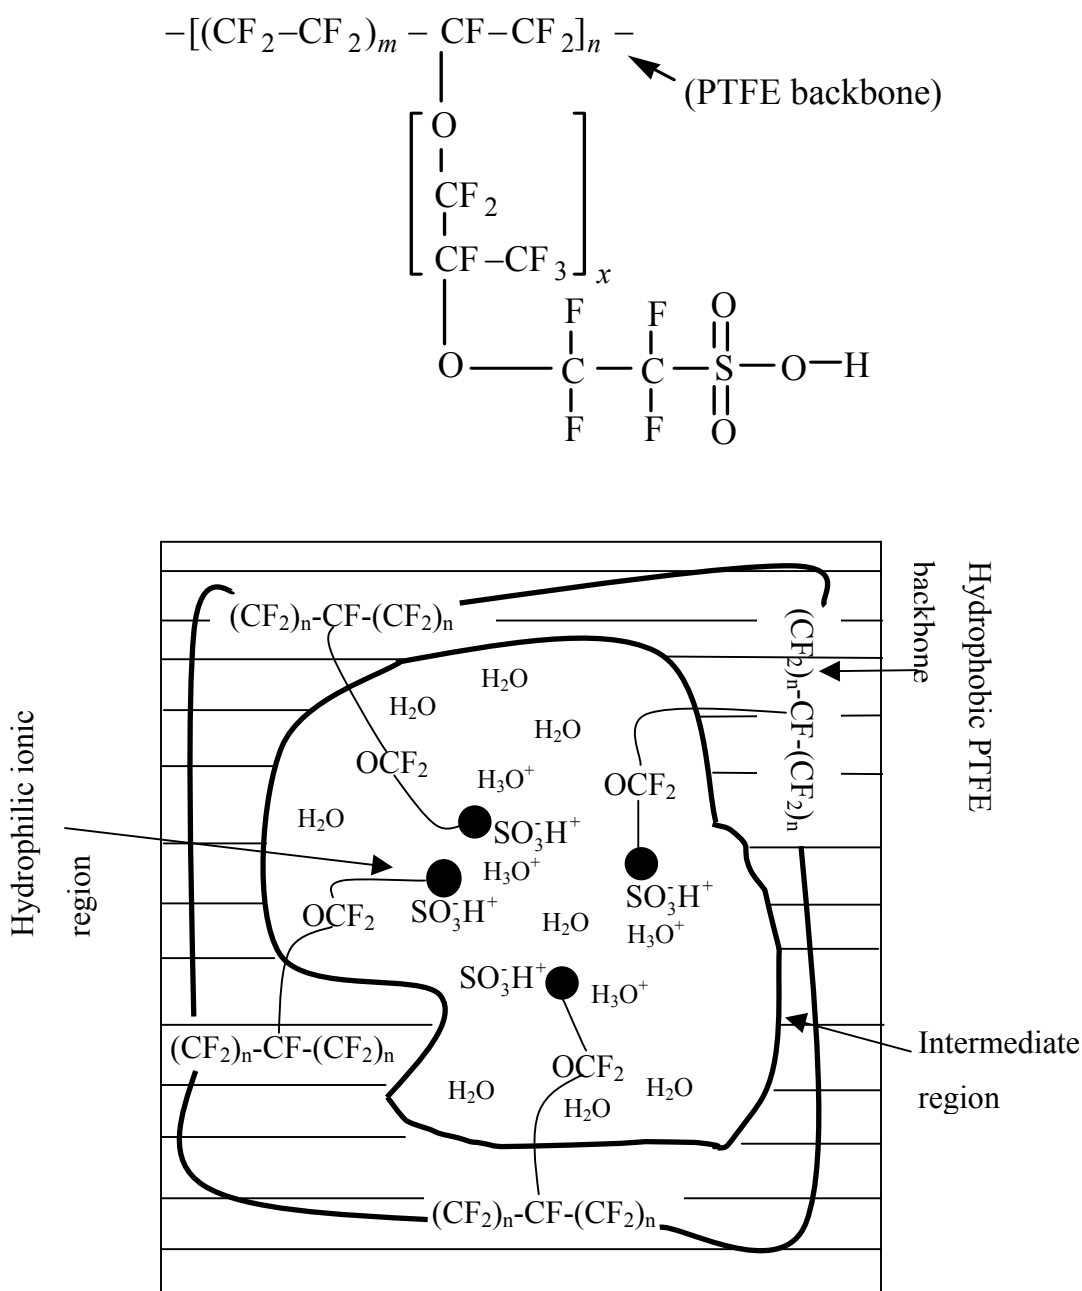 –[(CF₂–CF₂)ₘ – CF–CF₂]ₙ –
(PTFE backbone)
O
CF₂
CF –CF₃
x
F F O
O C C S O H
F F O
Hydrophobic PTFE
backbone
(CF₂)ₙ-CF-(CF₂)ₙ
(CF₂)ₙ-CF-(CF₂)ₙ
H₂O
H₂O
H₂O
OCF₂
H₃O⁺
OCF₂
H₂O
SO₃⁻H⁺
Hydrophilic ionic
region
H₃O⁺
SO₃⁻H⁺
SO₃⁻H⁺
OCF₂
H₂O
H₃O⁺
SO₃⁻H⁺
H₃O⁺
(CF₂)ₙ-CF-(CF₂)ₙ
Intermediate
region
OCF₂
H₂O
H₂O
H₂O
(CF₂)ₙ-CF-(CF₂)ₙ